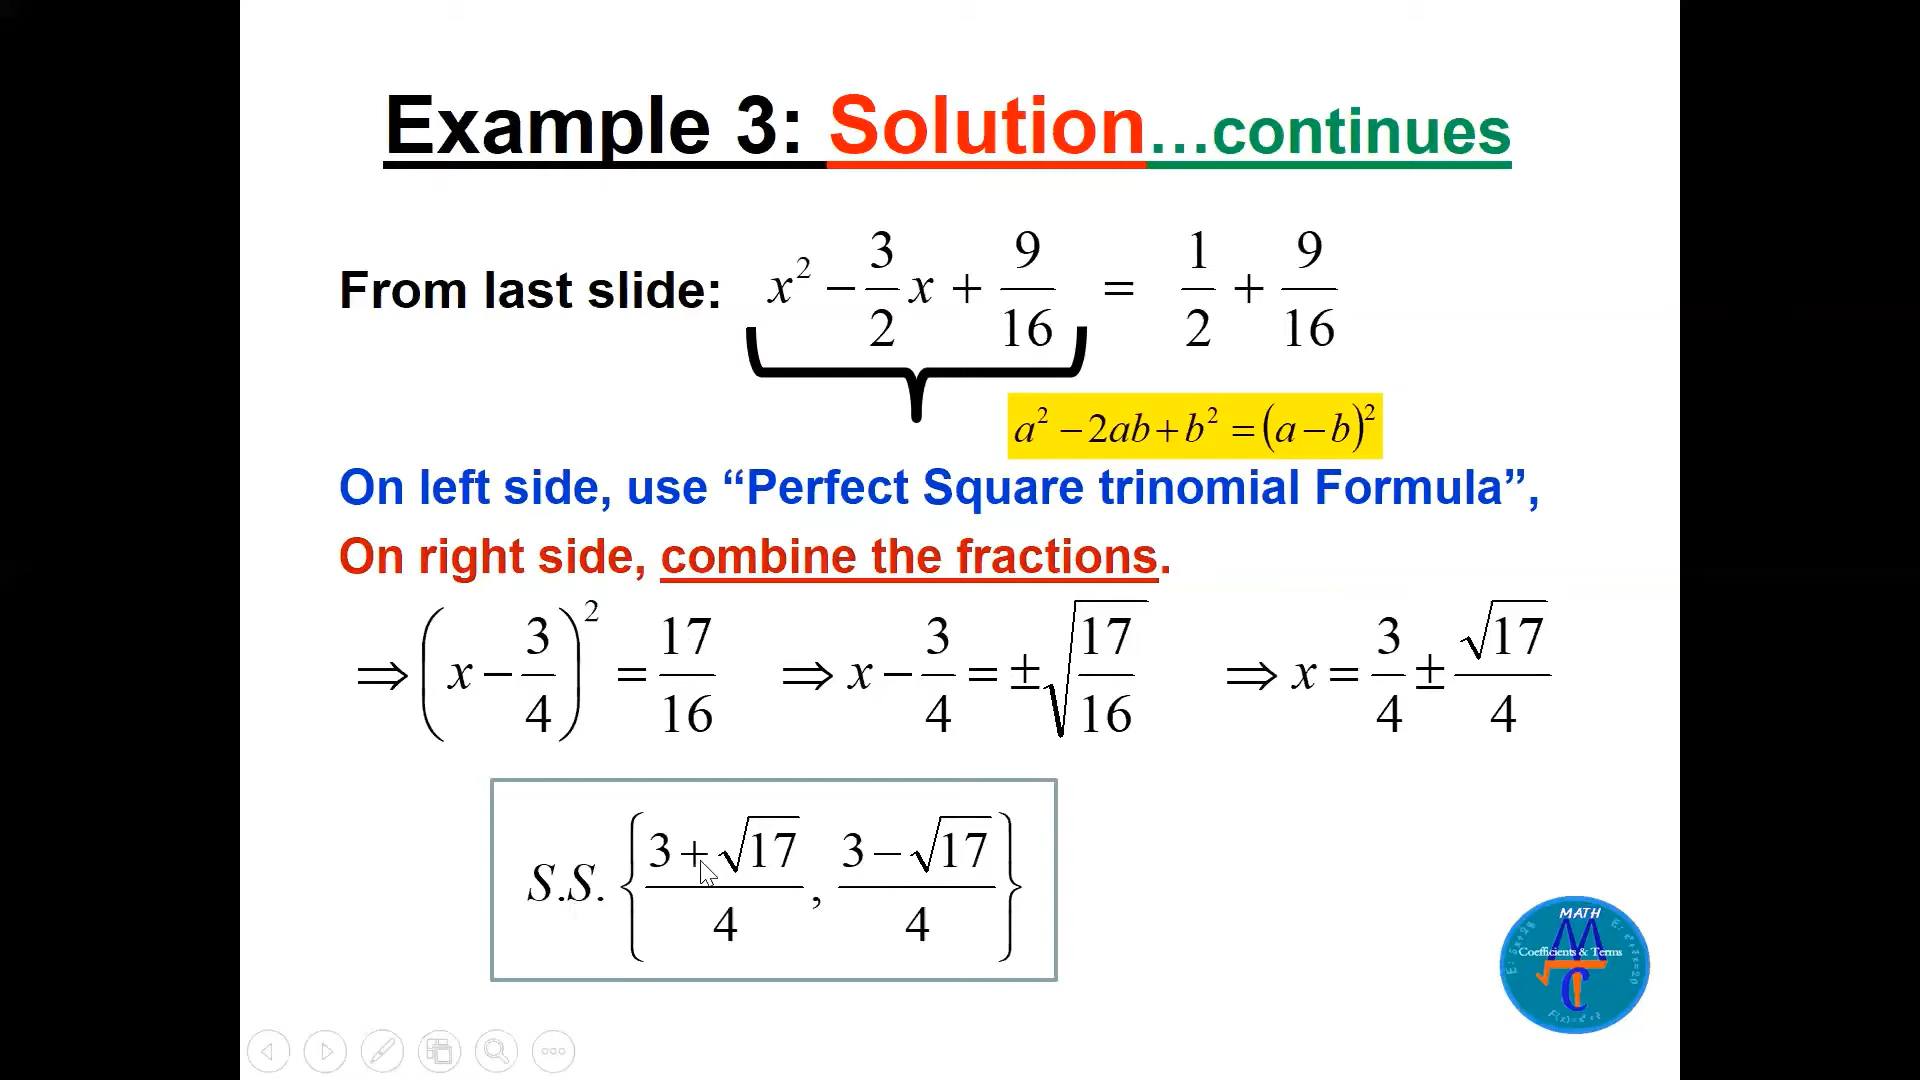 Example 3: Solution...continues
From last slide: x² − 3/2 x + 9/16 = 1/2 + 9/16
a² − 2ab + b² = (a − b)²
On left side, use “Perfect Square trinomial Formula”,
On right side, combine the fractions.
⇒ (x − 3/4)² = 17/16 ⇒ x − 3/4 = ±√(17/16) ⇒ x = 3/4 ± √17/4
S.S. {(3+√17)/4, (3−√17)/4}
MATH
Coefficients & Terms